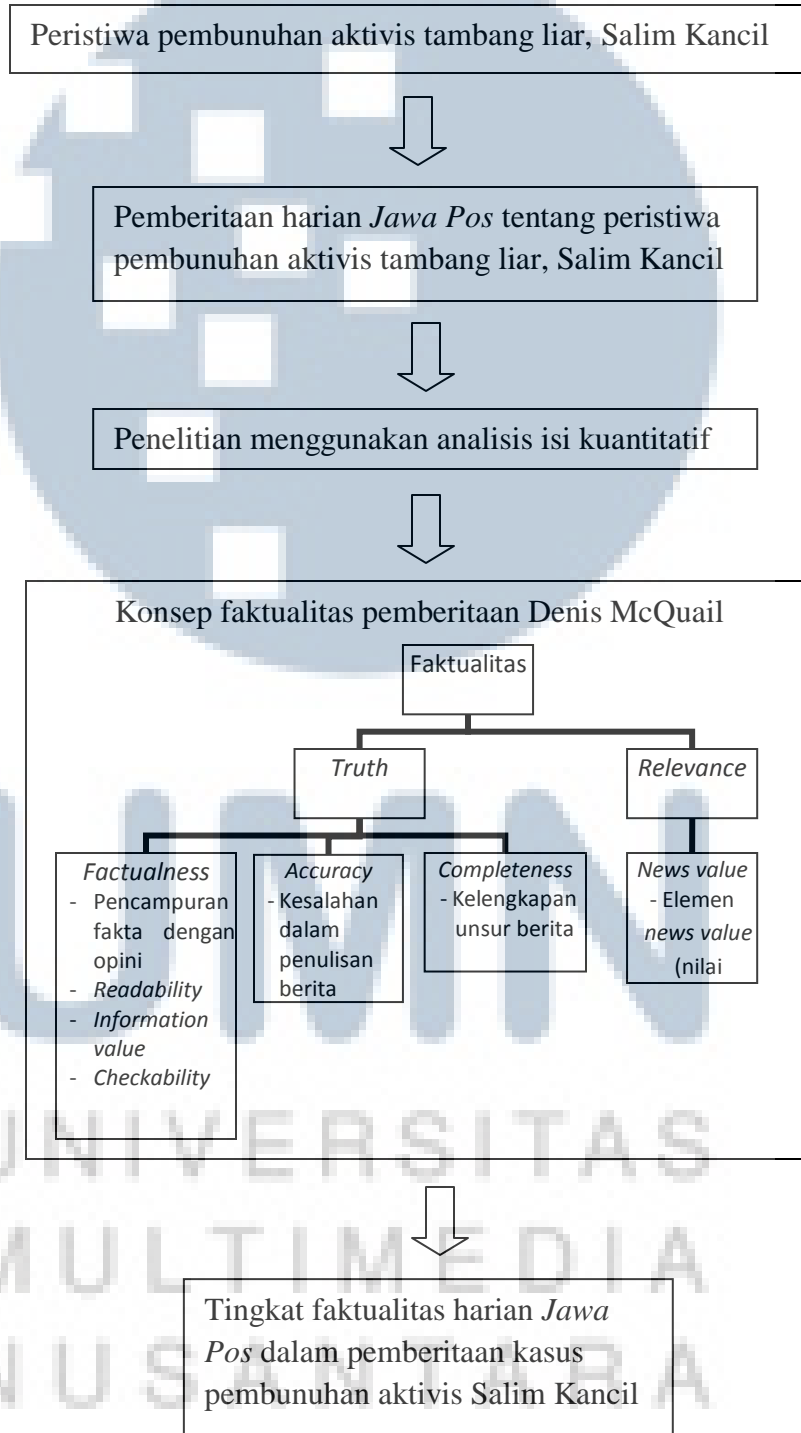 Peristiwa pembunuhan aktivis tambang liar, Salim Kancil
Pemberitaan harian Jawa Pos tentang peristiwa
pembunuhan aktivis tambang liar, Salim Kancil
Penelitian menggunakan analisis isi kuantitatif
Konsep faktualitas pemberitaan Denis McQuail
Faktualitas
Truth
Relevance
Factualness
- Pencampuran
fakta dengan
opini
- Readability
- Information
value
- Checkability
Accuracy
- Kesalahan
dalam
penulisan
berita
Completeness
- Kelengkapan
unsur berita
News value
- Elemen
news value
(nilai
Tingkat faktualitas harian Jawa
Pos dalam pemberitaan kasus
pembunuhan aktivis Salim Kancil
UMN
UNIVERSITAS
MULTIMEDIA
NUSANTARA